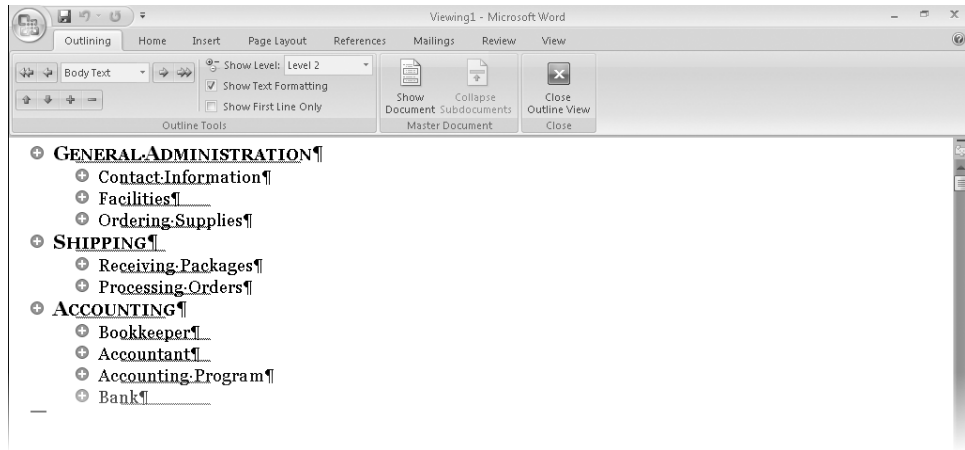 Viewing1 - Microsoft Word
Outlining Home Insert Page Layout References Mailings Review View
Body Text
Show Level: Level 2
Show Text Formatting
Show First Line Only
Outline Tools
Show Document
Collapse Subdocuments
Master Document
Close Outline View
Close
GENERAL·ADMINISTRATION¶
Contact·Information¶
Facilities¶
Ordering·Supplies¶
SHIPPING¶
Receiving·Packages¶
Processing·Orders¶
ACCOUNTING¶
Bookkeeper¶
Accountant¶
Accounting·Program¶
Bank¶